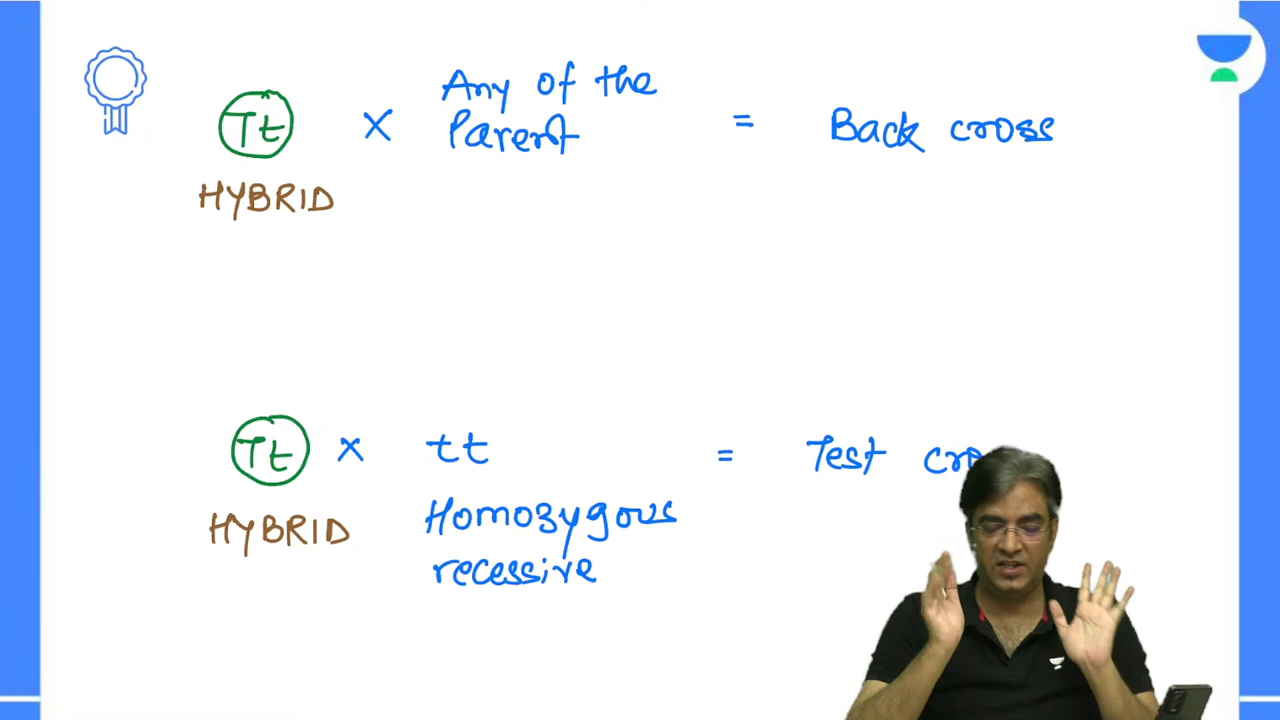 Tt × Any of the Parent = Back cross
HYBRID
Tt × tt = Test
HYBRID Homozygous
recessive